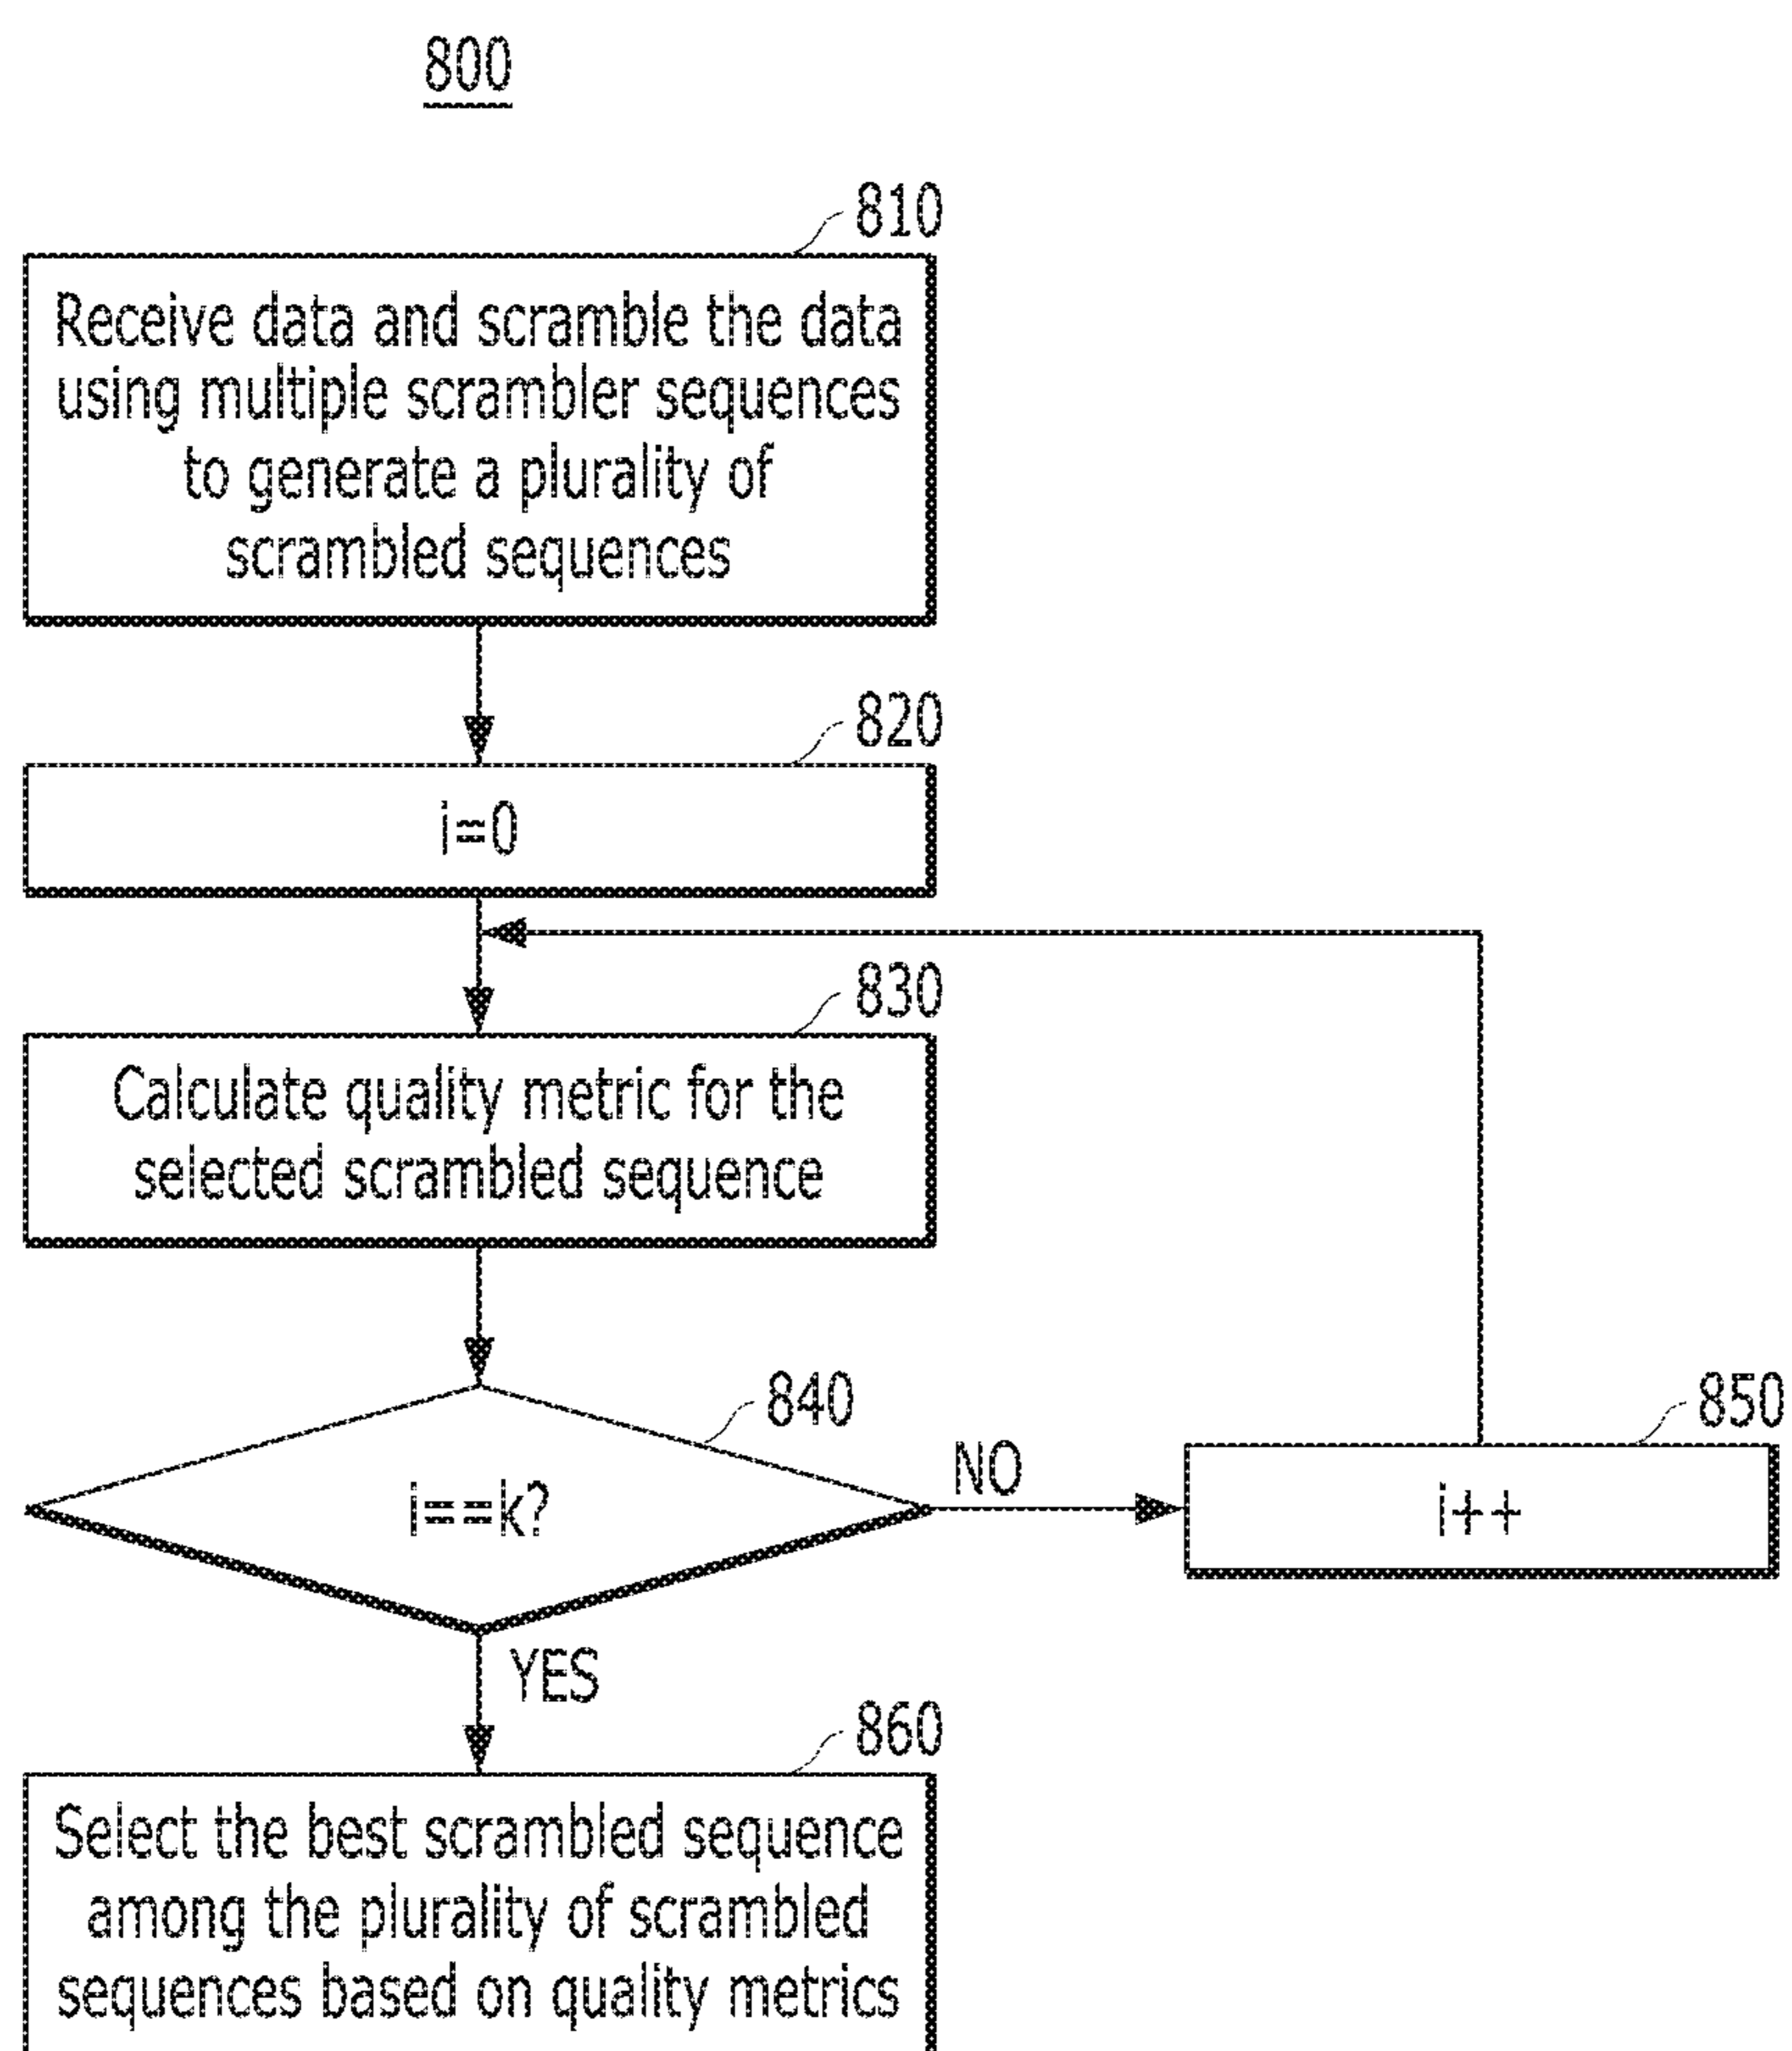 800
810
Receive data and scramble the data
using multiple scrambler sequences
to generate a plurality of
scrambled sequences
820
i=0
830
Calculate quality metric for the
selected scrambled sequence
840
i==k?
NO
850
i++
YES
860
Select the best scrambled sequence
among the plurality of scrambled
sequences based on quality metrics